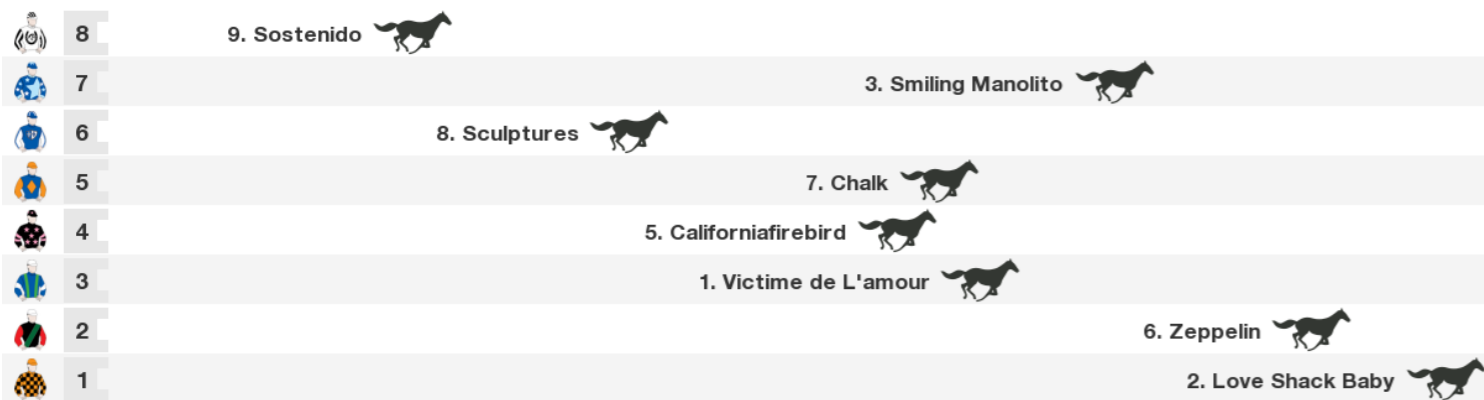 8 9. Sostenido
7 3. Smiling Manolito
6 8. Sculptures
5 7. Chalk
4 5. Californiafirebird
3 1. Victime de L'amour
2 6. Zeppelin
1 2. Love Shack Baby